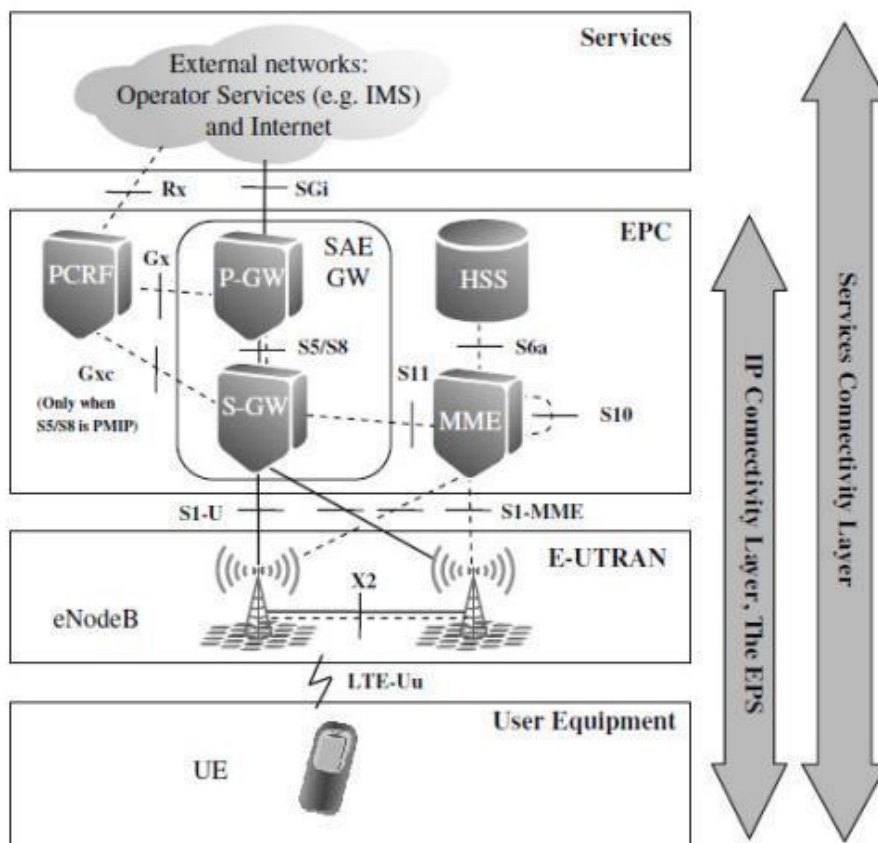 Services
External networks:
Operator Services (e.g. IMS)
and Internet
Rx
SGi
EPC
SAE
GW
PCRF
Gx
P-GW
HSS
S5/S8
S6a
Gxc
(Only when
S5/S8 is PMIP)
S-GW
S11
MME
S10
S1-U
S1-MME
E-UTRAN
X2
eNodeB
LTE-Uu
User Equipment
UE
IP Connectivity Layer, The EPS
Services Connectivity Layer